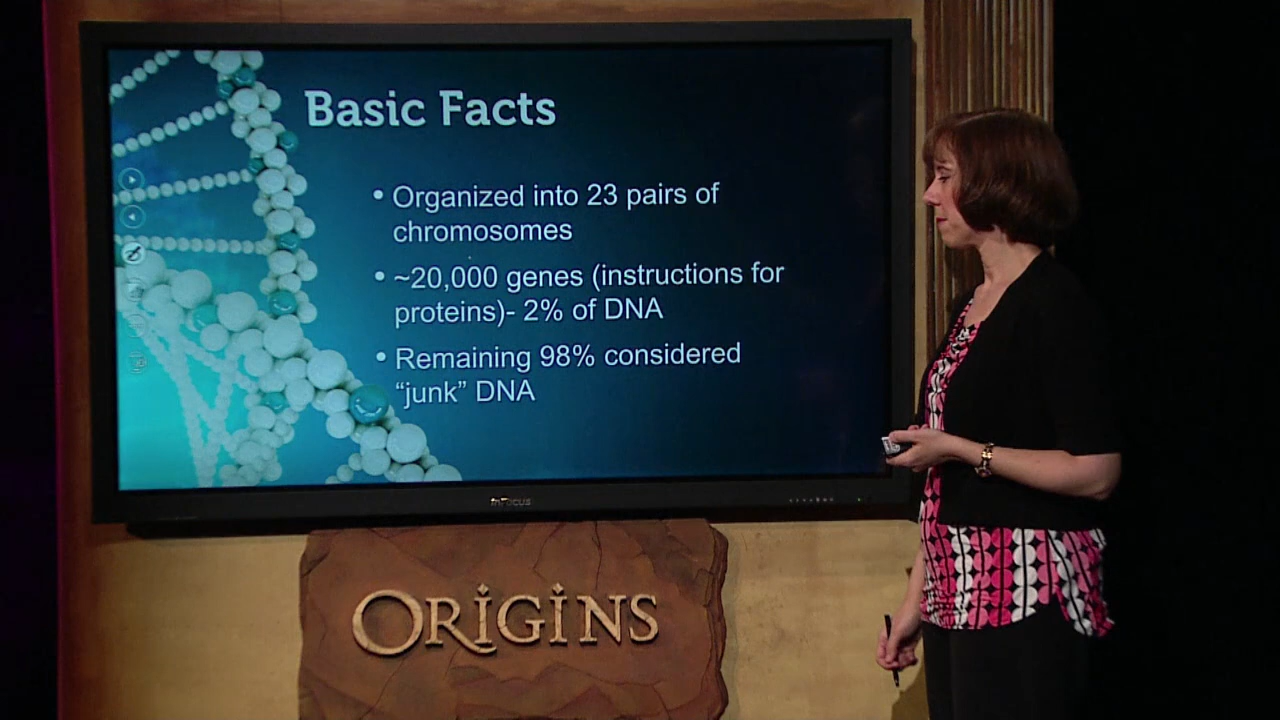 Basic Facts
• Organized into 23 pairs of
chromosomes
• ~20,000 genes (instructions for
proteins)- 2% of DNA
• Remaining 98% considered
“junk” DNA
InFocus
ORIGINS